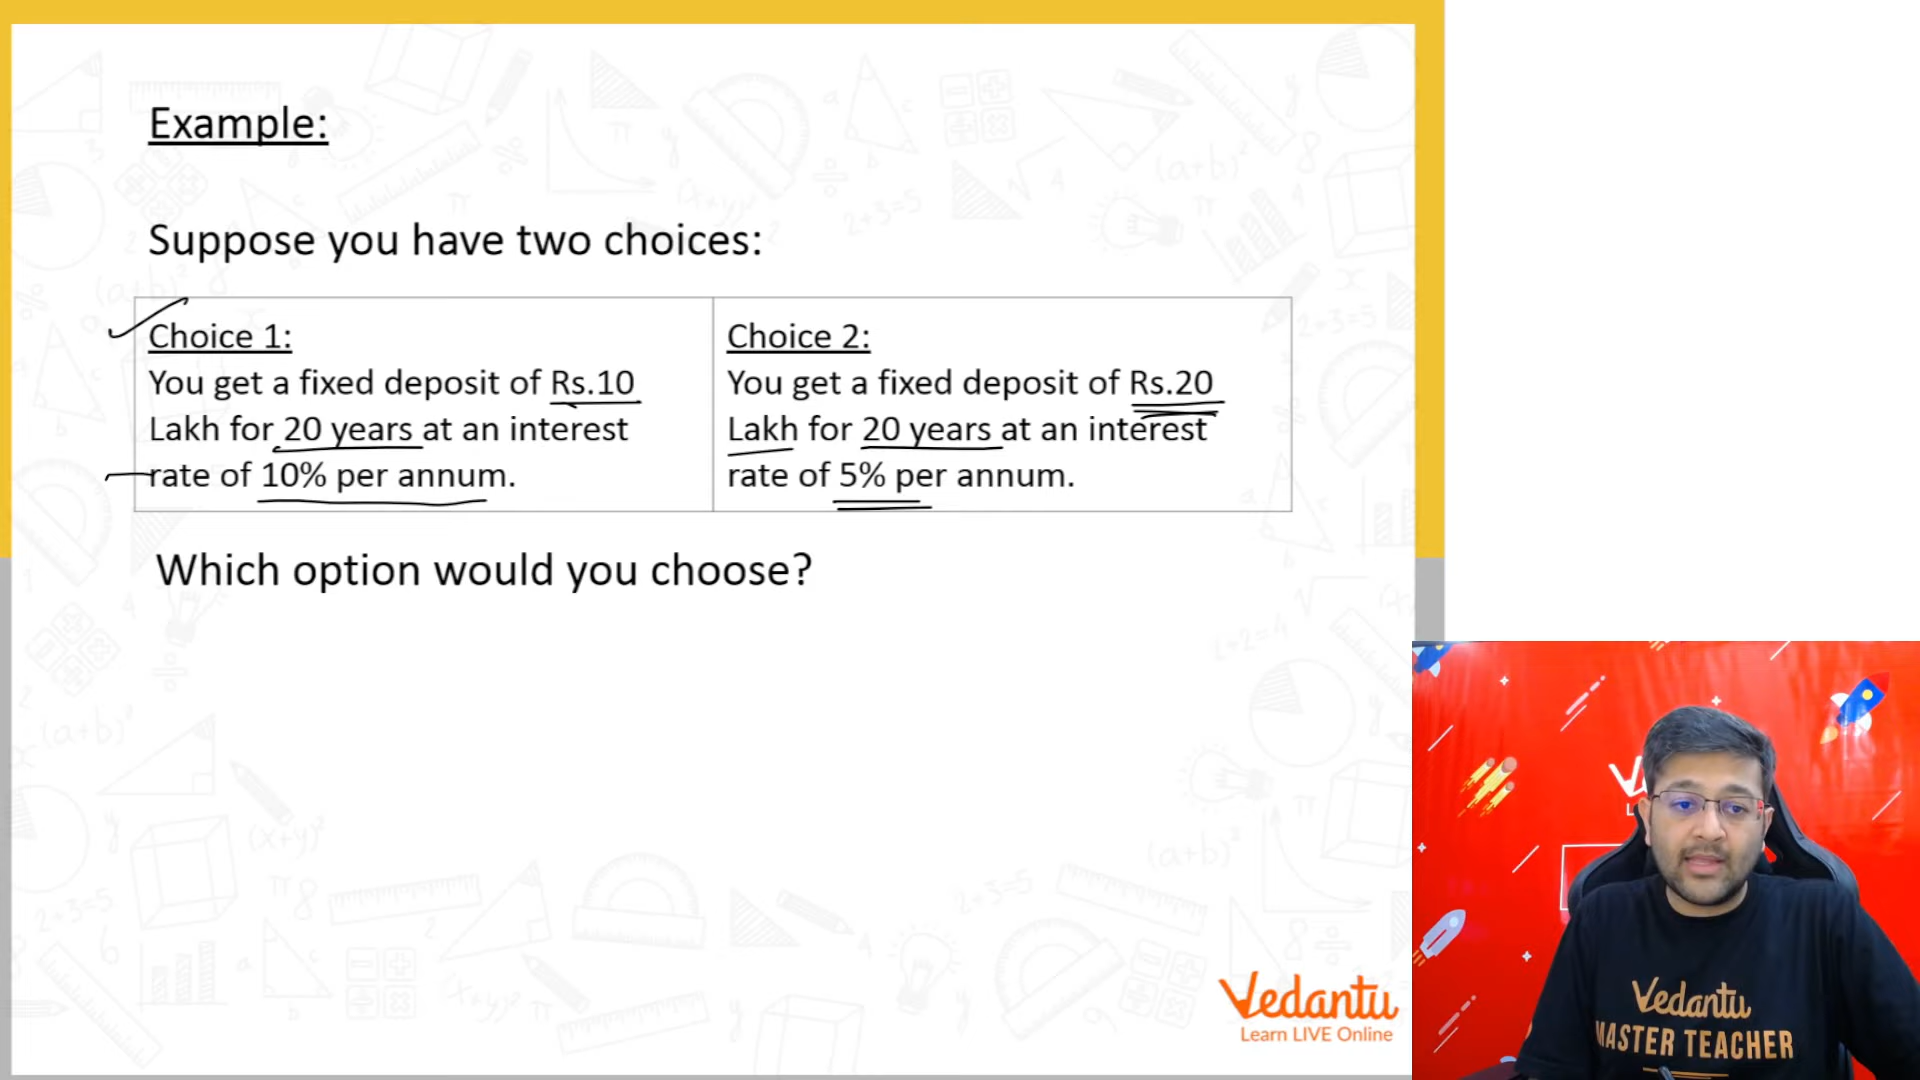 Example:
Suppose you have two choices:
Choice 1:
You get a fixed deposit of Rs.10
Lakh for 20 years at an interest
rate of 10% per annum.
Choice 2:
You get a fixed deposit of Rs.20
Lakh for 20 years at an interest
rate of 5% per annum.
Which option would you choose?
Vedantu
Learn LIVE Online
Vedantu
MASTER TEACHER